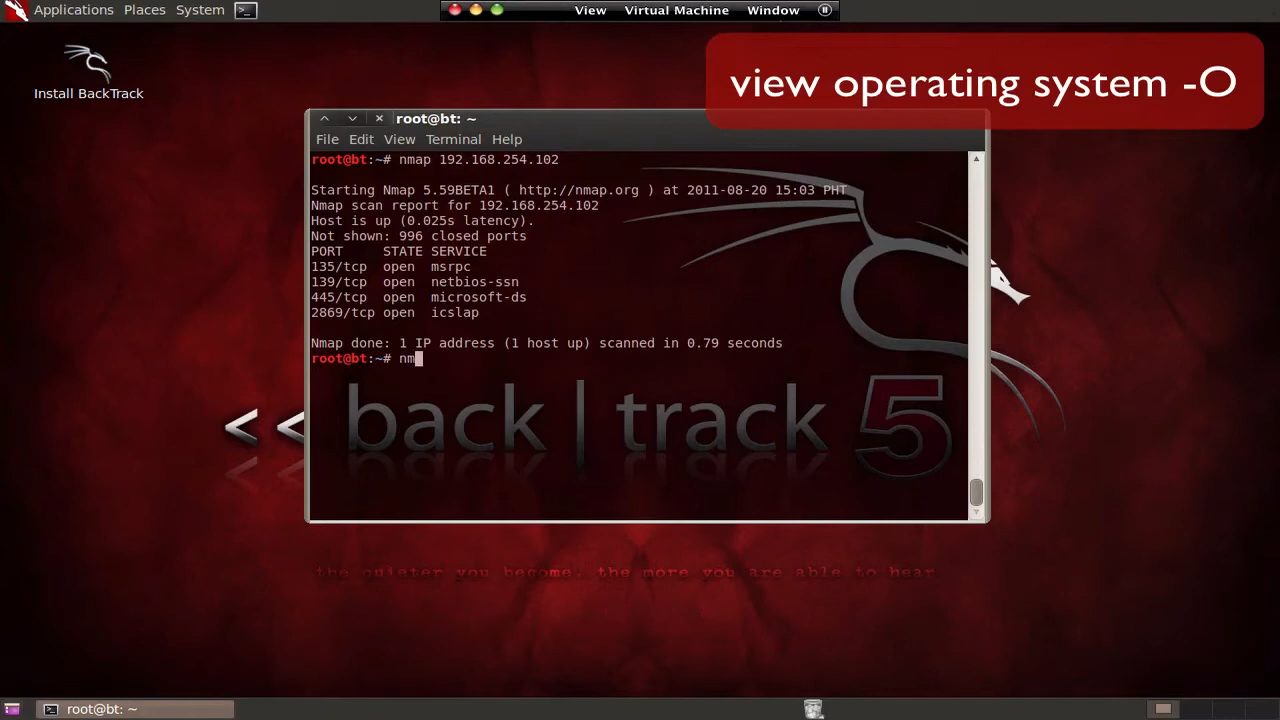 Applications Places System
View Virtual Machine Window
Install BackTrack
view operating system -O
root@bt: ~
File Edit View Terminal Help
root@bt:~# nmap 192.168.254.102
Starting Nmap 5.59BETA1 ( http://nmap.org ) at 2011-08-20 15:03 PHT
Nmap scan report for 192.168.254.102
Host is up (0.025s latency).
Not shown: 996 closed ports
PORT STATE SERVICE
135/tcp open msrpc
139/tcp open netbios-ssn
445/tcp open microsoft-ds
2869/tcp open icslap
Nmap done: 1 IP address (1 host up) scanned in 0.79 seconds
root@bt:~# nm
<< back | track 5
the quieter you become, the more you are able to hear
root@bt: ~